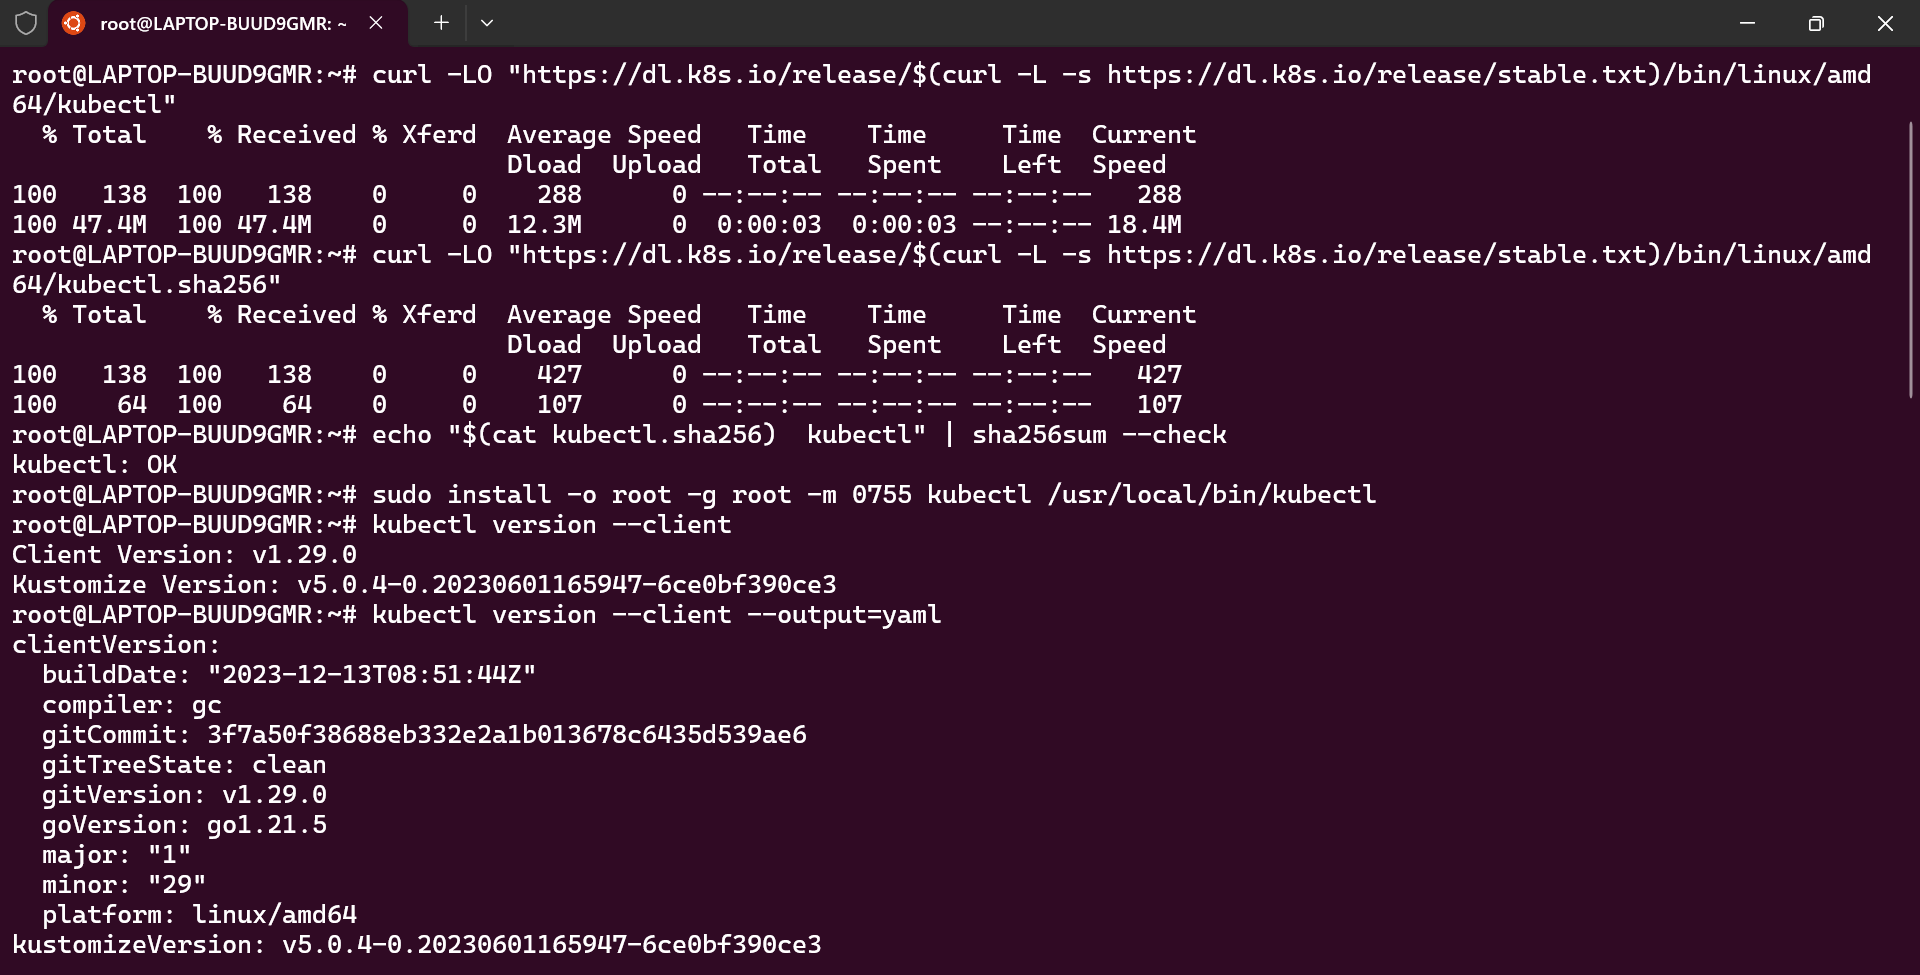 root@LAPTOP-BUUD9GMR: ~
root@LAPTOP-BUUD9GMR:~# curl -LO "https://dl.k8s.io/release/$(curl -L -s https://dl.k8s.io/release/stable.txt)/bin/linux/amd
64/kubectl"
  % Total    % Received % Xferd  Average Speed   Time    Time     Time  Current
                                 Dload  Upload   Total   Spent    Left  Speed
100   138  100   138    0     0    288      0 --:--:-- --:--:-- --:--:--   288
100 47.4M  100 47.4M    0     0  12.3M      0  0:00:03  0:00:03 --:--:-- 18.4M
root@LAPTOP-BUUD9GMR:~# curl -LO "https://dl.k8s.io/release/$(curl -L -s https://dl.k8s.io/release/stable.txt)/bin/linux/amd
64/kubectl.sha256"
  % Total    % Received % Xferd  Average Speed   Time    Time     Time  Current
                                 Dload  Upload   Total   Spent    Left  Speed
100   138  100   138    0     0    427      0 --:--:-- --:--:-- --:--:--   427
100    64  100    64    0     0    107      0 --:--:-- --:--:-- --:--:--   107
root@LAPTOP-BUUD9GMR:~# echo "$(cat kubectl.sha256)  kubectl" | sha256sum --check
kubectl: OK
root@LAPTOP-BUUD9GMR:~# sudo install -o root -g root -m 0755 kubectl /usr/local/bin/kubectl
root@LAPTOP-BUUD9GMR:~# kubectl version --client
Client Version: v1.29.0
Kustomize Version: v5.0.4-0.20230601165947-6ce0bf390ce3
root@LAPTOP-BUUD9GMR:~# kubectl version --client --output=yaml
clientVersion:
  buildDate: "2023-12-13T08:51:44Z"
  compiler: gc
  gitCommit: 3f7a50f38688eb332e2a1b013678c6435d539ae6
  gitTreeState: clean
  gitVersion: v1.29.0
  goVersion: go1.21.5
  major: "1"
  minor: "29"
  platform: linux/amd64
kustomizeVersion: v5.0.4-0.20230601165947-6ce0bf390ce3